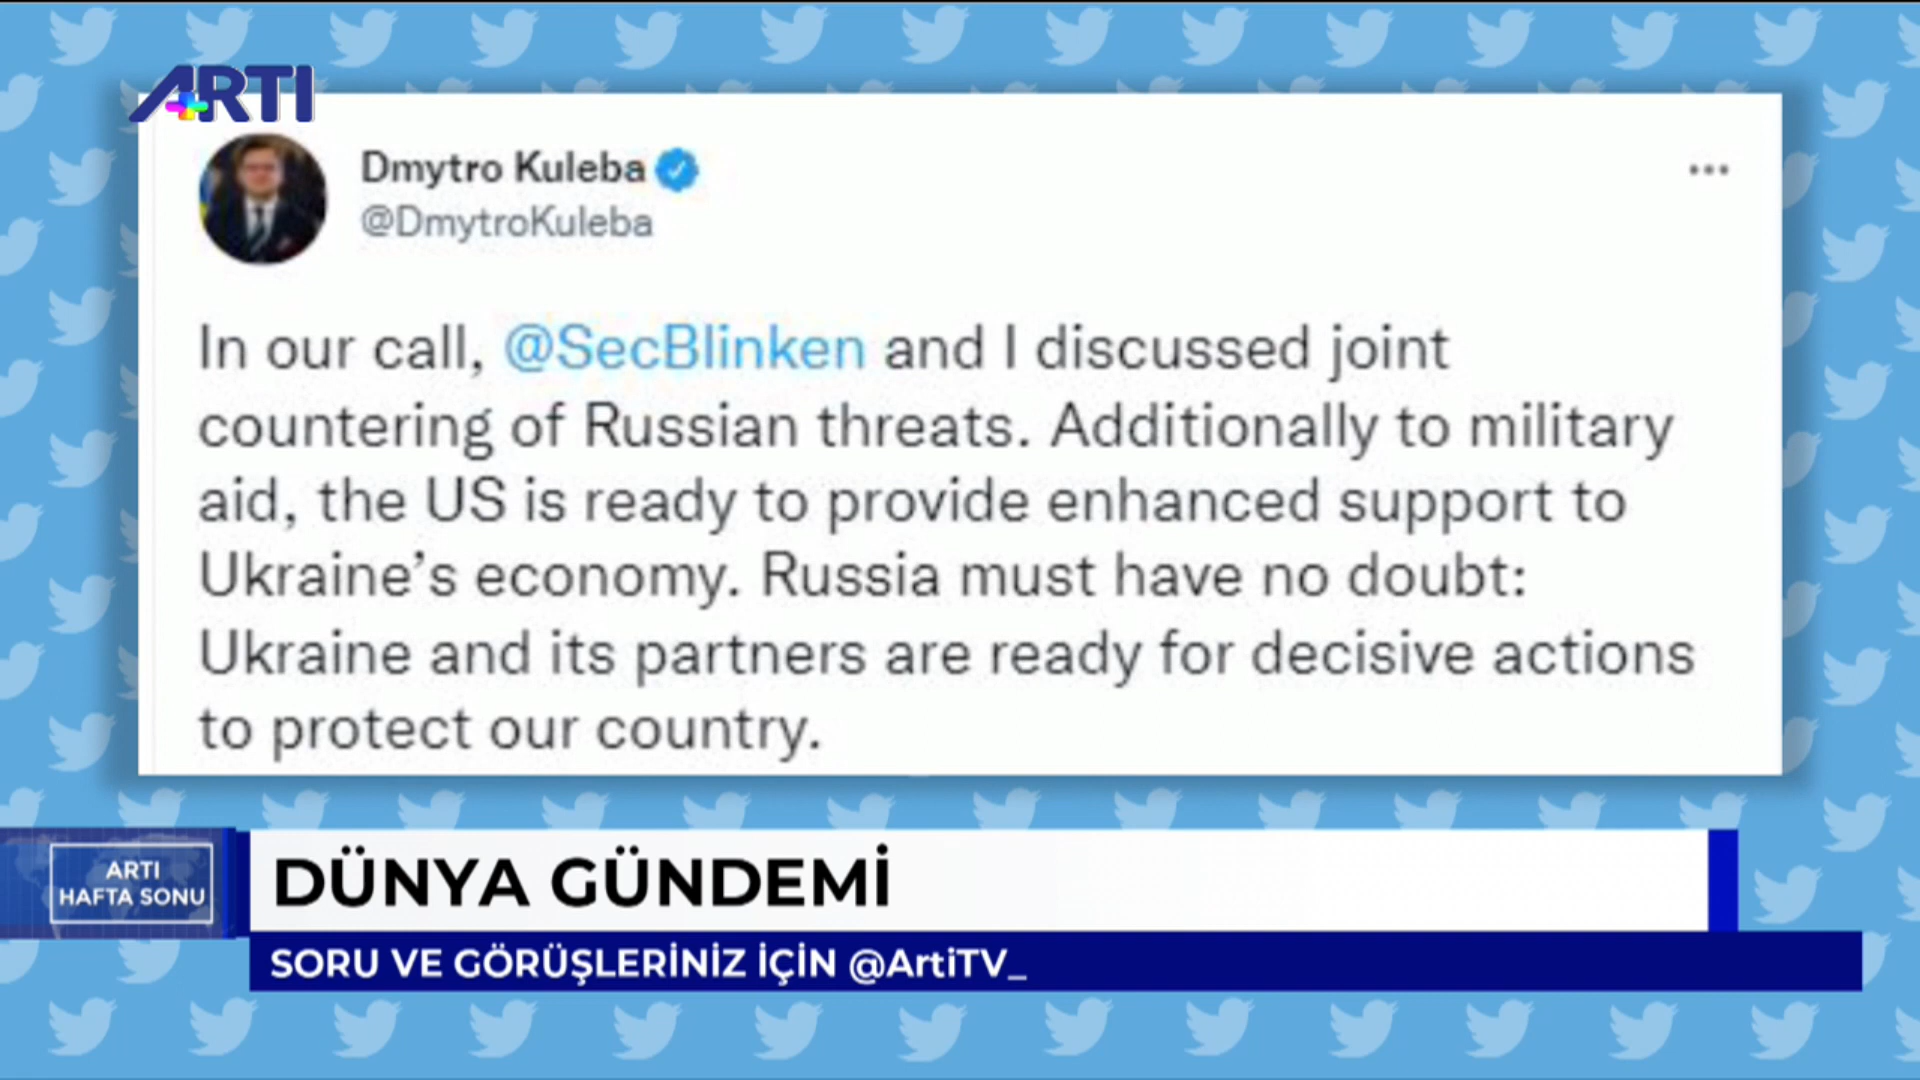 ARTI
Dmytro Kuleba
@DmytroKuleba
In our call, @SecBlinken and I discussed joint
countering of Russian threats. Additionally to military
aid, the US is ready to provide enhanced support to
Ukraine’s economy. Russia must have no doubt:
Ukraine and its partners are ready for decisive actions
to protect our country.
ARTI
HAFTA SONU
DÜNYA GÜNDEMİ
SORU VE GÖRÜŞLERİNİZ İÇİN @ArtiTV_